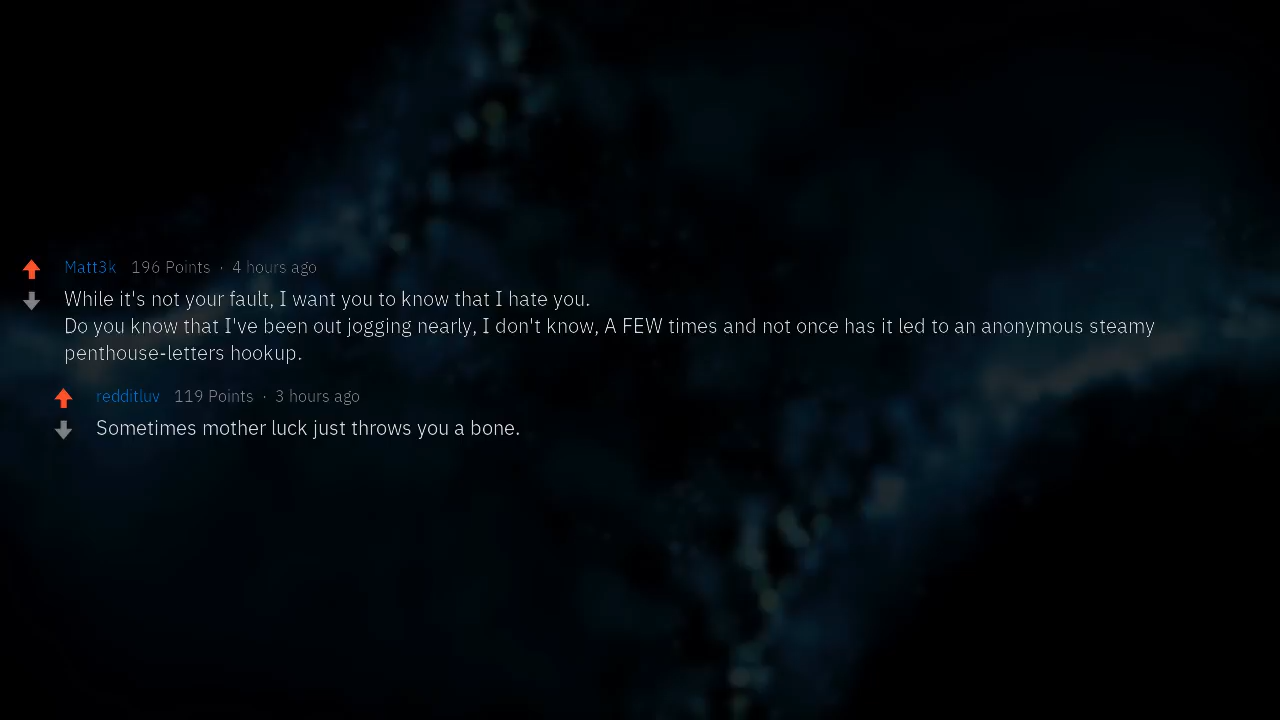 Matt3k 196 Points · 4 hours ago
While it's not your fault, I want you to know that I hate you.
Do you know that I've been out jogging nearly, I don't know, A FEW times and not once has it led to an anonymous steamy
penthouse-letters hookup.
redditluv 119 Points · 3 hours ago
Sometimes mother luck just throws you a bone.